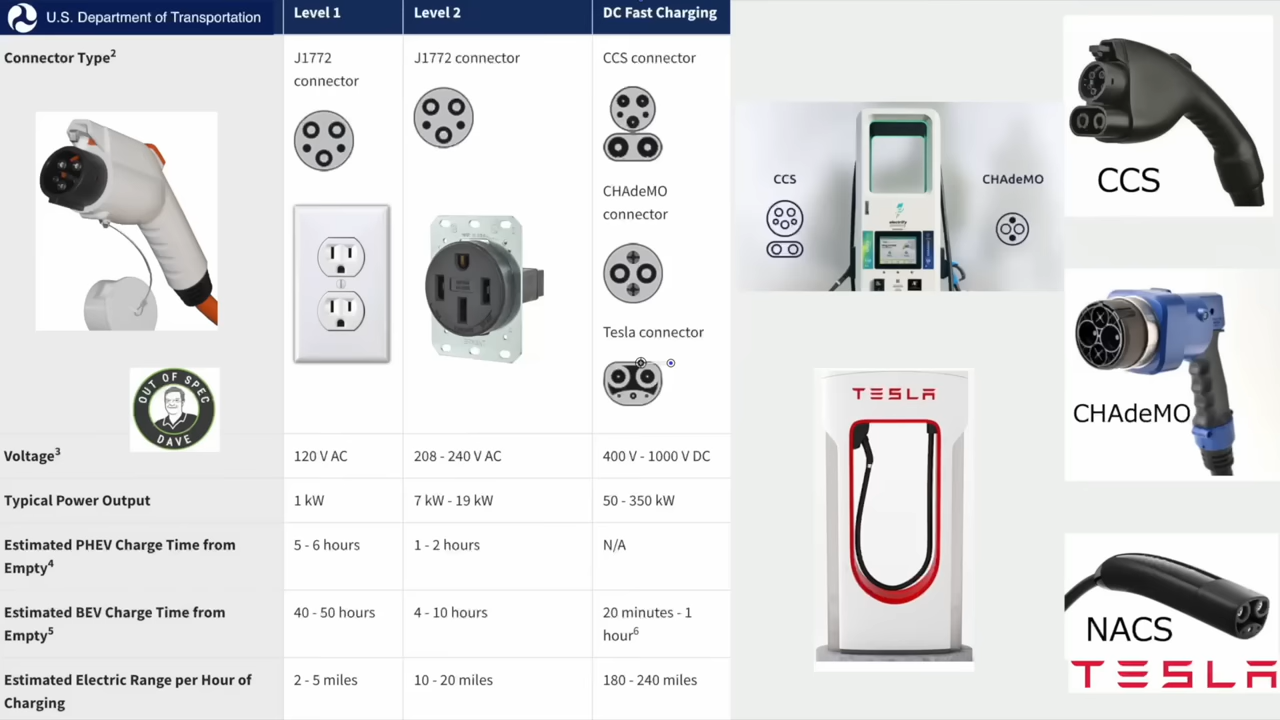 U.S. Department of Transportation
Level 1
Level 2
DC Fast Charging
Connector Type2
J1772
connector
J1772 connector
CCS connector
CHAdeMO
connector
Tesla connector
OUT OF SPEC
DAVE
Voltage3
120 V AC
208 - 240 V AC
400 V - 1000 V DC
Typical Power Output
1 kW
7 kW - 19 kW
50 - 350 kW
Estimated PHEV Charge Time from
Empty4
5 - 6 hours
1 - 2 hours
N/A
Estimated BEV Charge Time from
Empty5
40 - 50 hours
4 - 10 hours
20 minutes - 1
hour6
Estimated Electric Range per Hour of
Charging
2 - 5 miles
10 - 20 miles
180 - 240 miles
CCS
CHAdeMO
TESLA
CCS
CHAdeMO
NACS
TESLA